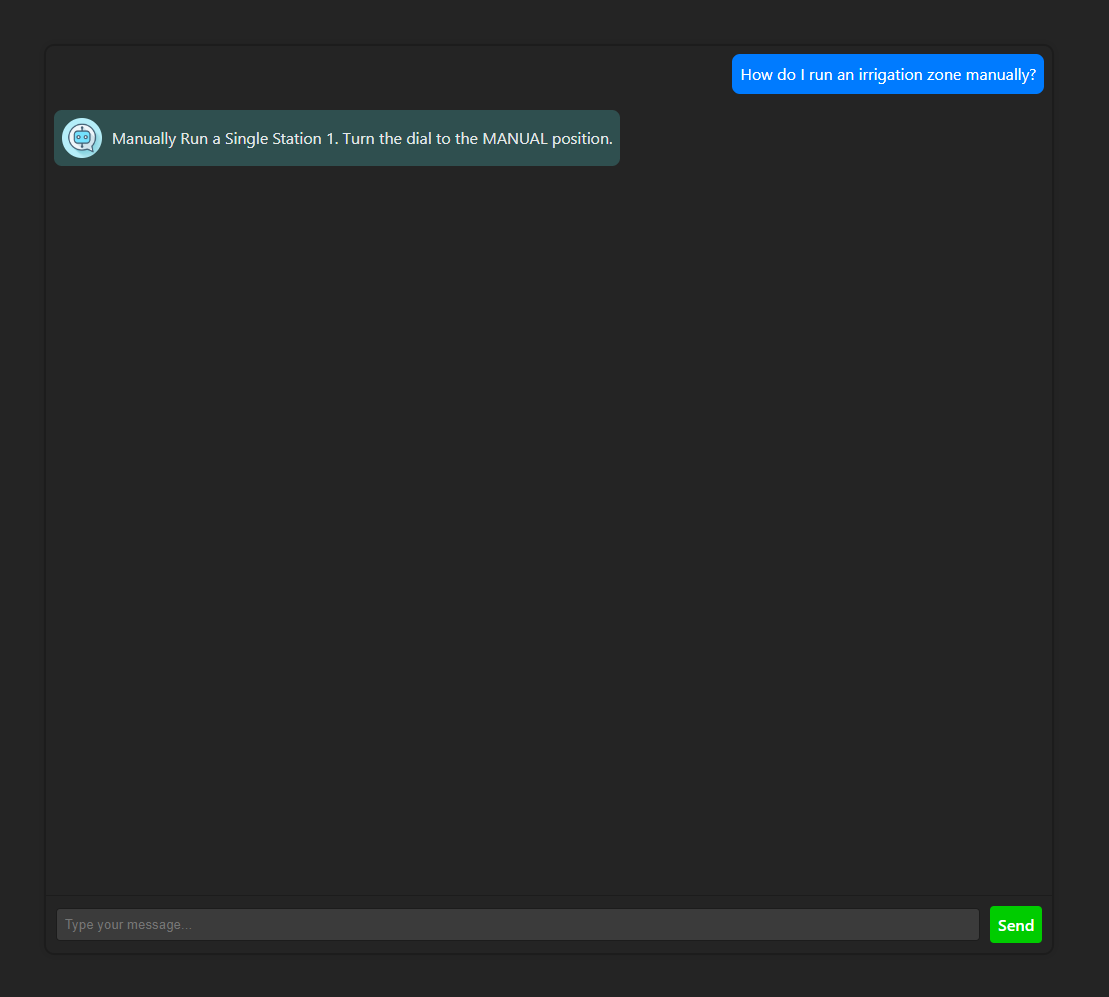 How do I run an irrigation zone manually?
Manually Run a Single Station 1. Turn the dial to the MANUAL position.
Type your message...
Send